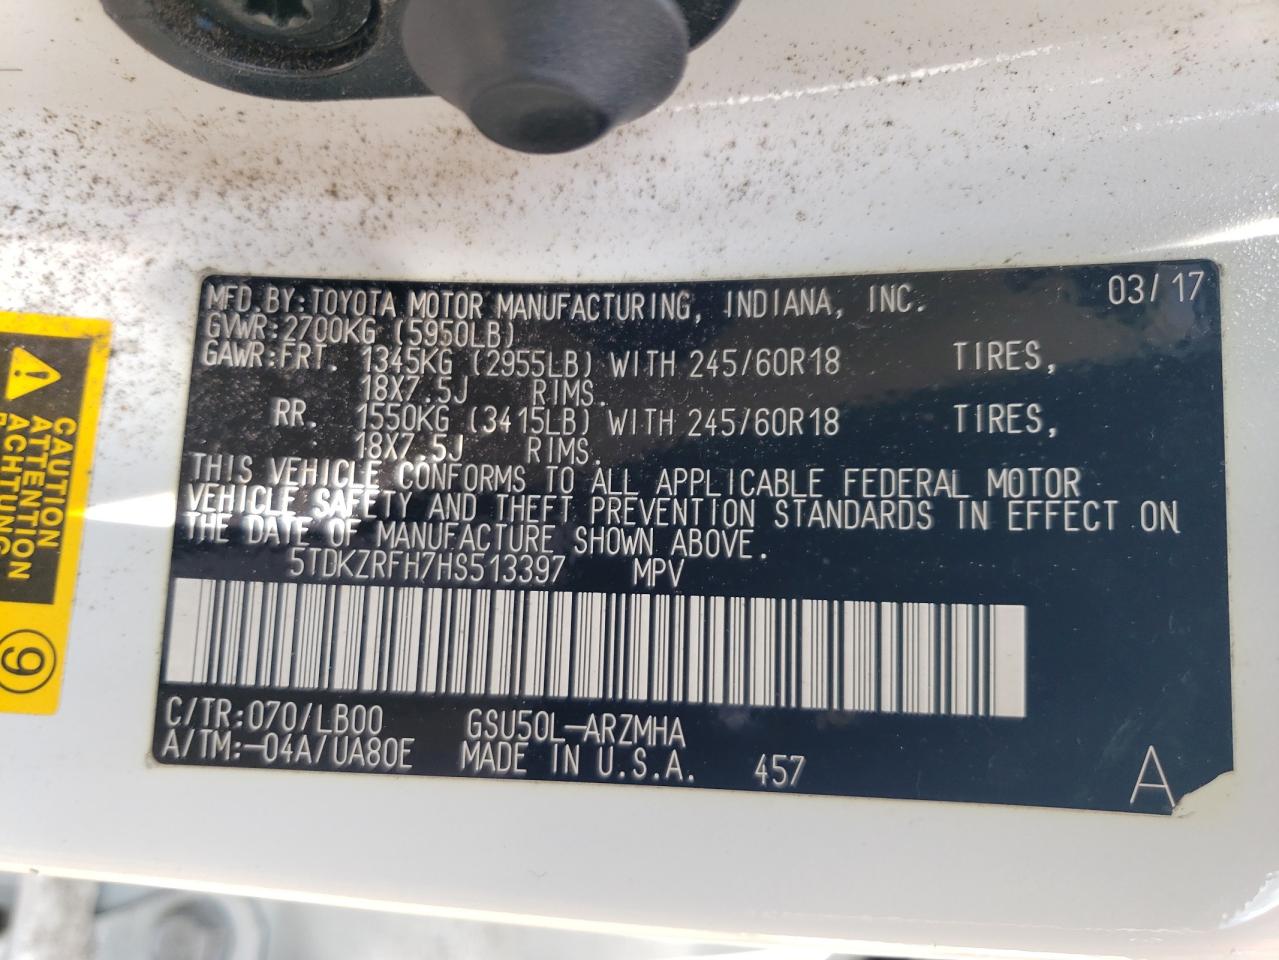 MFD.BY:TOYOTA MOTOR MANUFACTURING, INDIANA, INC. 03/17
GVWR:2700KG (5950LB)
GAWR:FRT. 1345KG (2955LB) WITH 245/60R18 TIRES,
18X7.5J RIMS.
RR. 1550KG (3415LB) WITH 245/60R18 TIRES,
18X7.5J RIMS.
THIS VEHICLE CONFORMS TO ALL APPLICABLE FEDERAL MOTOR
VEHICLE SAFETY AND THEFT PREVENTION STANDARDS IN EFFECT ON
THE DATE OF MANUFACTURE SHOWN ABOVE.
5TDKZRFH7HS513397 MPV
C/TR:070/LB00 GSU50L-ARZMHA
A/TM:-04A/UA80E MADE IN U.S.A. 457 A
CAUTION
ATTENTION
ACHTUNG
9